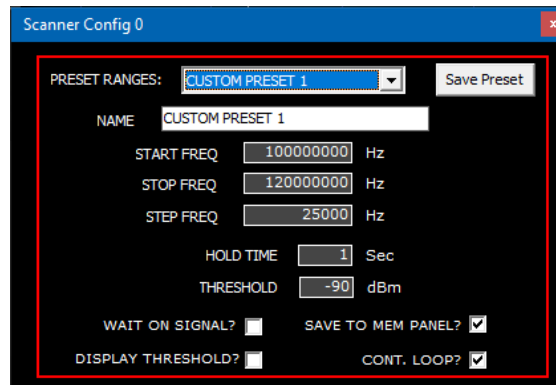 Scanner Config 0
x
PRESET RANGES: CUSTOM PRESET 1 Save Preset
NAME CUSTOM PRESET 1
START FREQ 100000000 Hz
STOP FREQ 120000000 Hz
STEP FREQ 25000 Hz
HOLD TIME 1 Sec
THRESHOLD -90 dBm
WAIT ON SIGNAL? SAVE TO MEM PANEL?
DISPLAY THRESHOLD? CONT. LOOP?